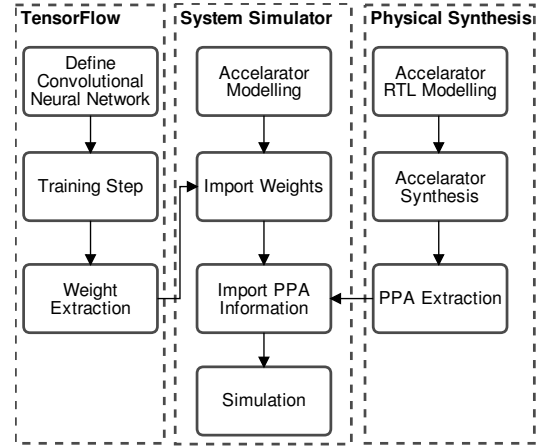 TensorFlow
Define
Convolutional
Neural Network
Training Step
Weight
Extraction
System Simulator
Accelarator
Modelling
Import Weights
Import PPA
Information
Simulation
Physical Synthesis
Accelarator
RTL Modelling
Accelarator
Synthesis
PPA Extraction